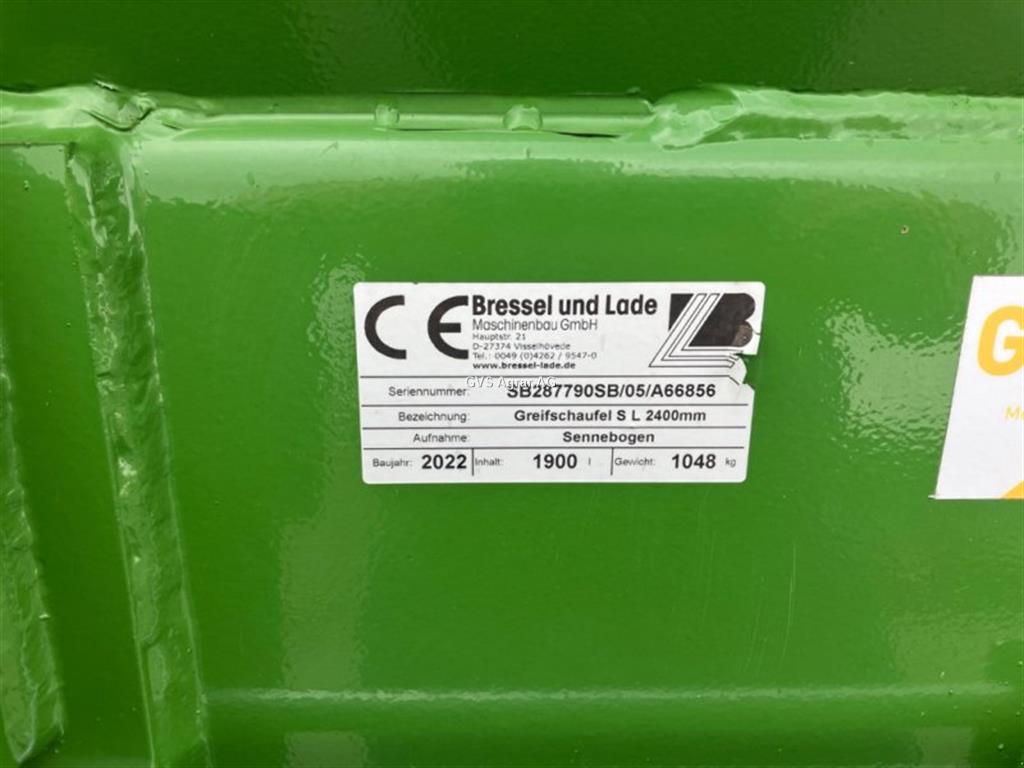 CE
Bressel und Lade
Maschinenbau GmbH
Hauptstr. 21
D-27374 Visselhövede
Tel.: 0049 (0)4262 / 9547-0
www.bressel-lade.de
GVS Agrar AG
Seriennummer: SB287790SB/05/A66856
Bezeichnung: Greifschaufel S L 2400mm
Aufnahme: Sennebogen
Baujahr: 2022 Inhalt: 1900 l Gewicht: 1048 kg
G